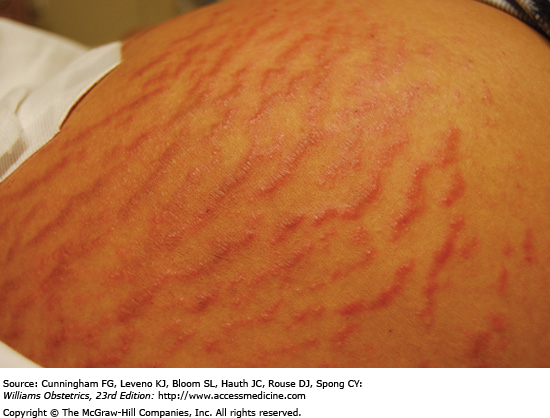 Source: Cunningham FG, Leveno KJ, Bloom SL, Hauth JC, Rouse DJ, Spong CY:
Williams Obstetrics, 23rd Edition: http://www.accessmedicine.com
Copyright © The McGraw-Hill Companies, Inc. All rights reserved.